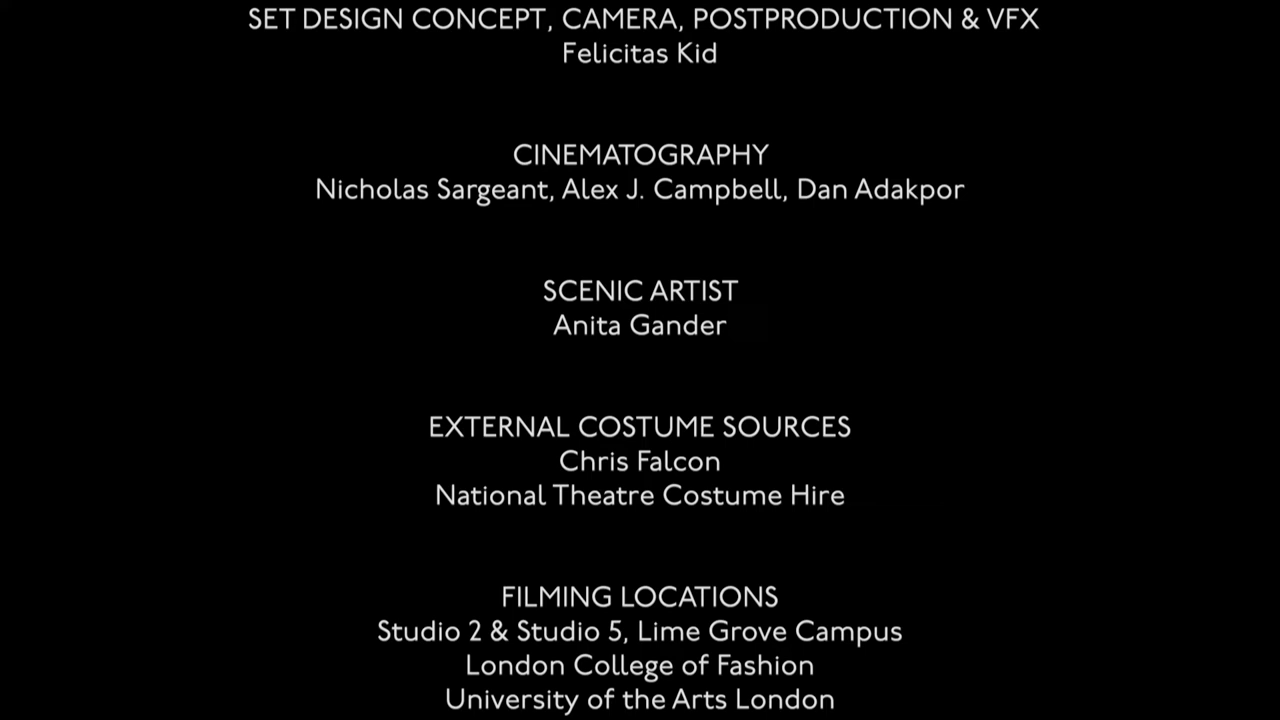 SET DESIGN CONCEPT, CAMERA, POSTPRODUCTION & VFX
Felicitas Kid
CINEMATOGRAPHY
Nicholas Sargeant, Alex J. Campbell, Dan Adakpor
SCENIC ARTIST
Anita Gander
EXTERNAL COSTUME SOURCES
Chris Falcon
National Theatre Costume Hire
FILMING LOCATIONS
Studio 2 & Studio 5, Lime Grove Campus
London College of Fashion
University of the Arts London